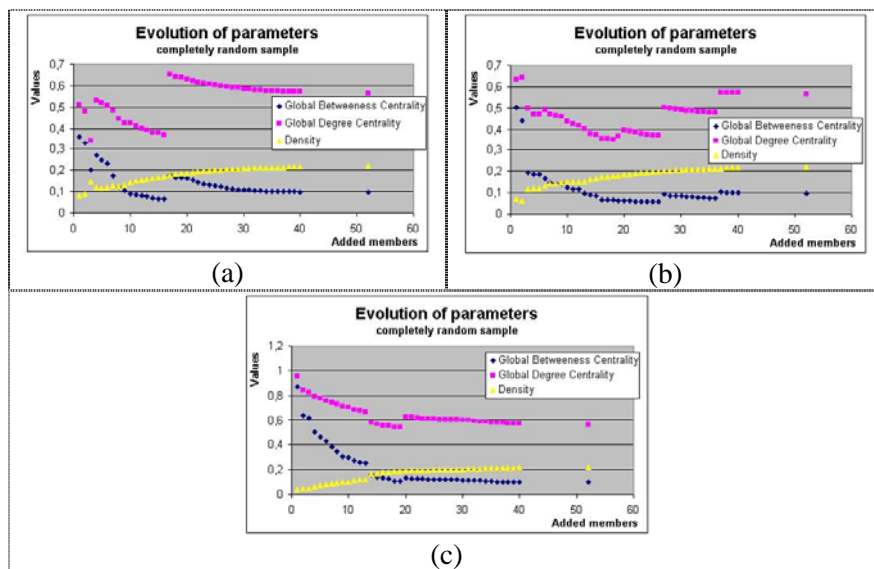 Evolution of parameters
completely random sample
Values
0,7
0,6
0,5
0,4
0,3
0,2
0,1
0
0 10 20 30 40 50 60
Added members
Global Betweeness Centrality
Global Degree Centrality
Density
(a)
Evolution of parameters
completely random sample
Values
0,7
0,6
0,5
0,4
0,3
0,2
0,1
0
0 10 20 30 40 50 60
Added members
Global Betweeness Centrality
Global Degree Centrality
Density
(b)
Evolution of parameters
completely random sample
Values
1,2
1
0,8
0,6
0,4
0,2
0
0 10 20 30 40 50 60
Added members
Global Betweeness Centrality
Global Degree Centrality
Density
(c)